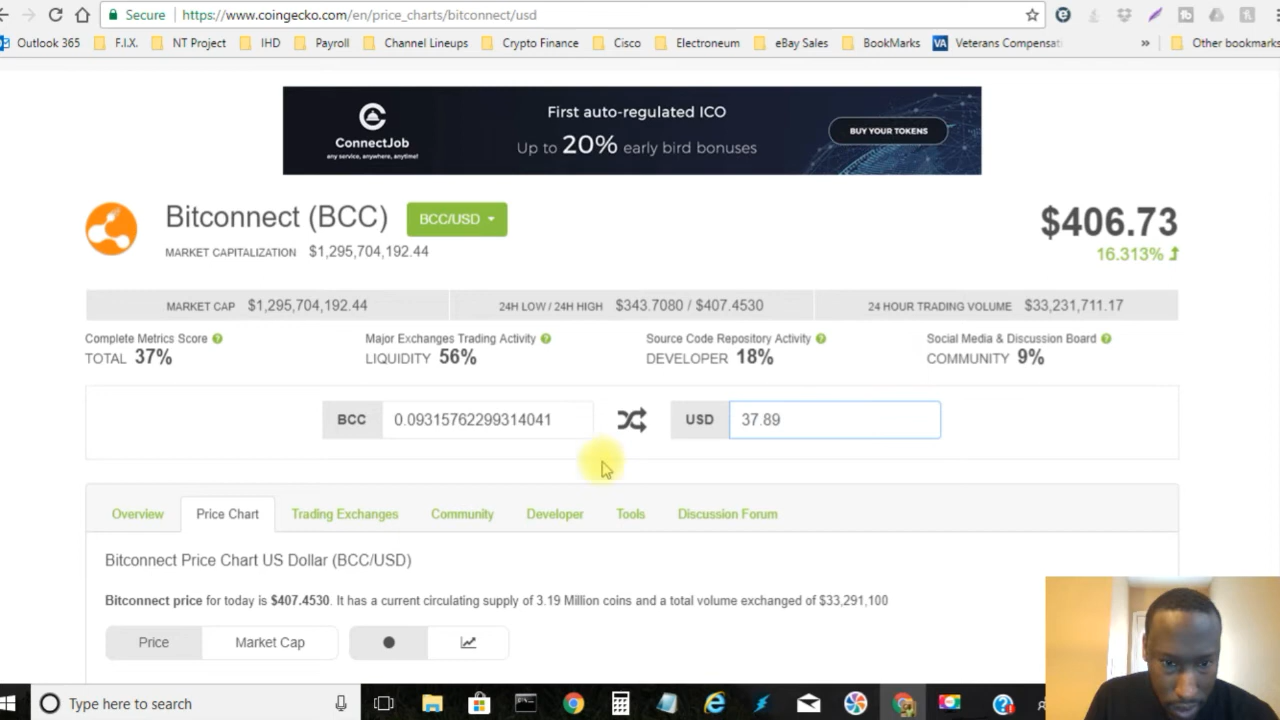 Secure https://www.coingecko.com/en/price_charts/bitconnect/usd
Outlook 365 F.I.X. NT Project IHD Payroll Channel Lineups Crypto Finance Cisco Electroneum eBay Sales BookMarks VA Veterans » Other bookmarks
First auto-regulated ICO
ConnectJob
any service, anywhere, anytime!
Up to 20% early bird bonuses
BUY YOUR TOKENS
Bitconnect (BCC) BCC/USD $406.73
MARKET CAPITALIZATION $1,295,704,192.44 16.313%
MARKET CAP $1,295,704,192.44 24H LOW / 24H HIGH $343.7080 / $407.4530 24 HOUR TRADING VOLUME $33,231,711.17
Complete Metrics Score Major Exchanges Trading Activity Source Code Repository Activity Social Media & Discussion Board
TOTAL 37% LIQUIDITY 56% DEVELOPER 18% COMMUNITY 9%
BCC 0.09315762299314041 USD 37.89
Overview Price Chart Trading Exchanges Community Developer Tools Discussion Forum
Bitconnect Price Chart US Dollar (BCC/USD)
Bitconnect price for today is $407.4530. It has a current circulating supply of 3.19 Million coins and a total volume exchanged of $33,291,100
Price Market Cap
Type here to search